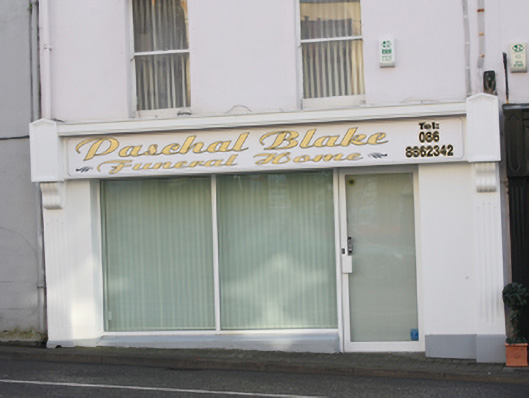 Paschal Blake
Funeral Home
Tel:
086
8862342